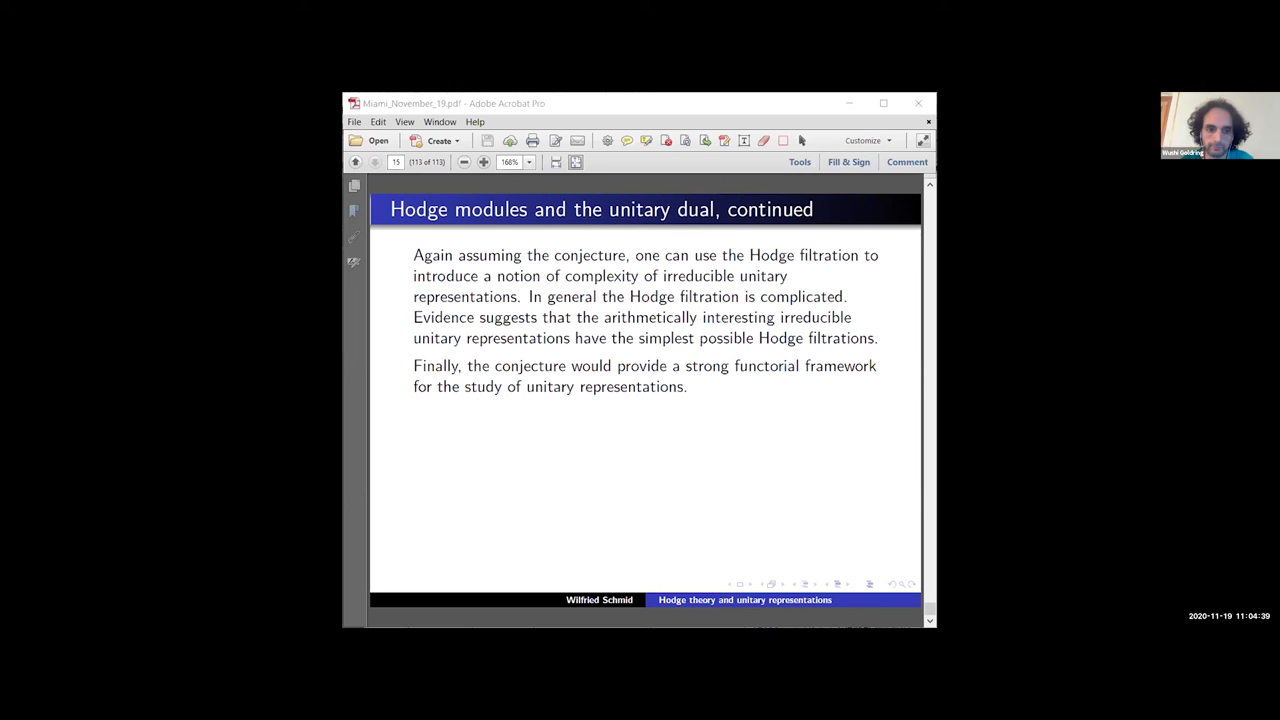 Miami_November_19.pdf - Adobe Acrobat Pro
File Edit View Window Help
Open Create Customize
15 (113 of 113) 168% Tools Fill & Sign Comment
Hodge modules and the unitary dual, continued
Again assuming the conjecture, one can use the Hodge filtration to
introduce a notion of complexity of irreducible unitary
representations. In general the Hodge filtration is complicated.
Evidence suggests that the arithmetically interesting irreducible
unitary representations have the simplest possible Hodge filtrations.
Finally, the conjecture would provide a strong functorial framework
for the study of unitary representations.
Wilfried Schmid Hodge theory and unitary representations
Wushi Goldring
2020-11-19 11:04:39